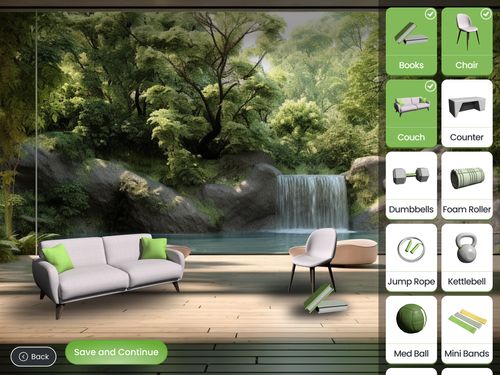 Books
Chair
Couch
Counter
Dumbbells
Foam Roller
Jump Rope
Kettlebell
Med Ball
Mini Bands
Back
Save and Continue